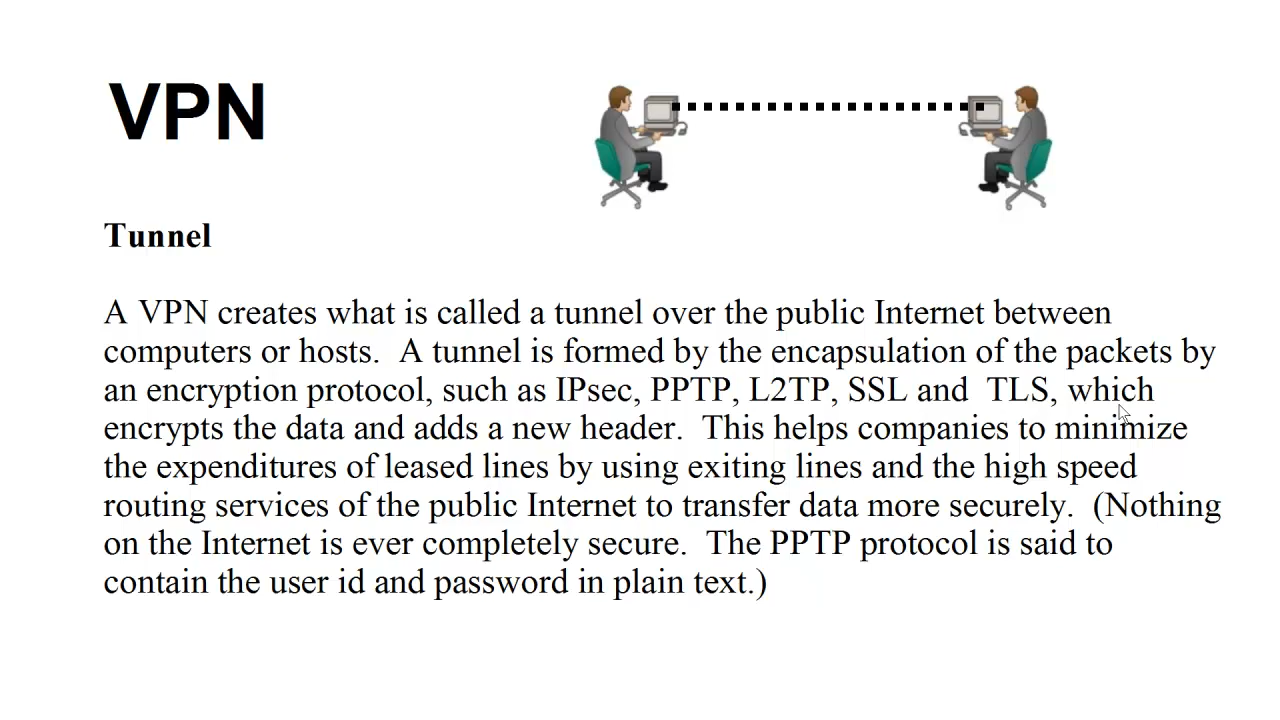 VPN
Tunnel
A VPN creates what is called a tunnel over the public Internet between
computers or hosts.  A tunnel is formed by the encapsulation of the packets by
an encryption protocol, such as IPsec, PPTP, L2TP, SSL and  TLS, which
encrypts the data and adds a new header.  This helps companies to minimize
the expenditures of leased lines by using exiting lines and the high speed
routing services of the public Internet to transfer data more securely.  (Nothing
on the Internet is ever completely secure.  The PPTP protocol is said to
contain the user id and password in plain text.)